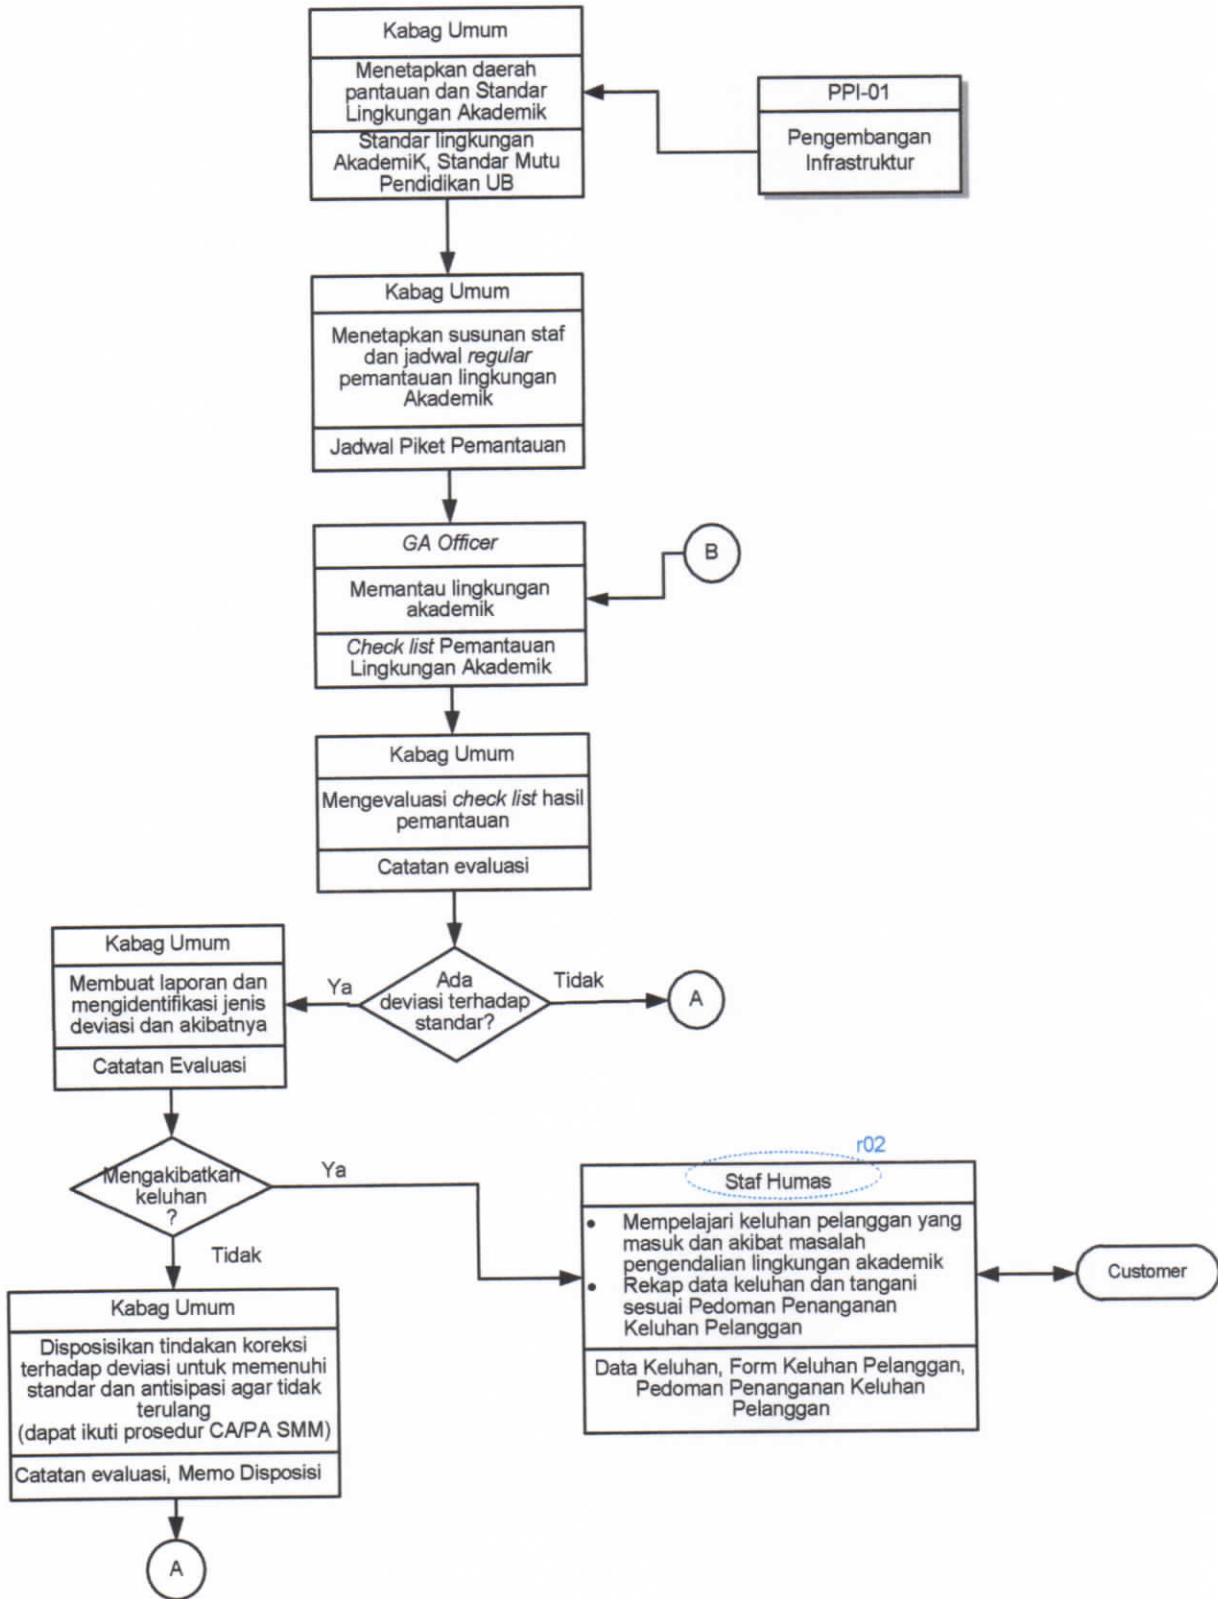 Kabag Umum
Menetapkan daerah
pantauan dan Standar
Lingkungan Akademik
Standar lingkungan
AkademiK, Standar Mutu
Pendidikan UB
PPI-01
Pengembangan
Infrastruktur
Kabag Umum
Menetapkan susunan staf
dan jadwal regular
pemantauan lingkungan
Akademik
Jadwal Piket Pemantauan
GA Officer
Memantau lingkungan
akademik
Check list Pemantauan
Lingkungan Akademik
B
Kabag Umum
Mengevaluasi check list hasil
pemantauan
Catatan evaluasi
Ada
deviasi terhadap
standar?
Ya
Tidak
A
Kabag Umum
Membuat laporan dan
mengidentifikasi jenis
deviasi dan akibatnya
Catatan Evaluasi
Mengakibatkan
keluhan
?
Ya
Tidak
r02
Staf Humas
• Mempelajari keluhan pelanggan yang
masuk dan akibat masalah
pengendalian lingkungan akademik
• Rekap data keluhan dan tangani
sesuai Pedoman Penanganan
Keluhan Pelanggan
Data Keluhan, Form Keluhan Pelanggan,
Pedoman Penanganan Keluhan
Pelanggan
Customer
Kabag Umum
Disposisikan tindakan koreksi
terhadap deviasi untuk memenuhi
standar dan antisipasi agar tidak
terulang
(dapat ikuti prosedur CA/PA SMM)
Catatan evaluasi, Memo Disposisi
A